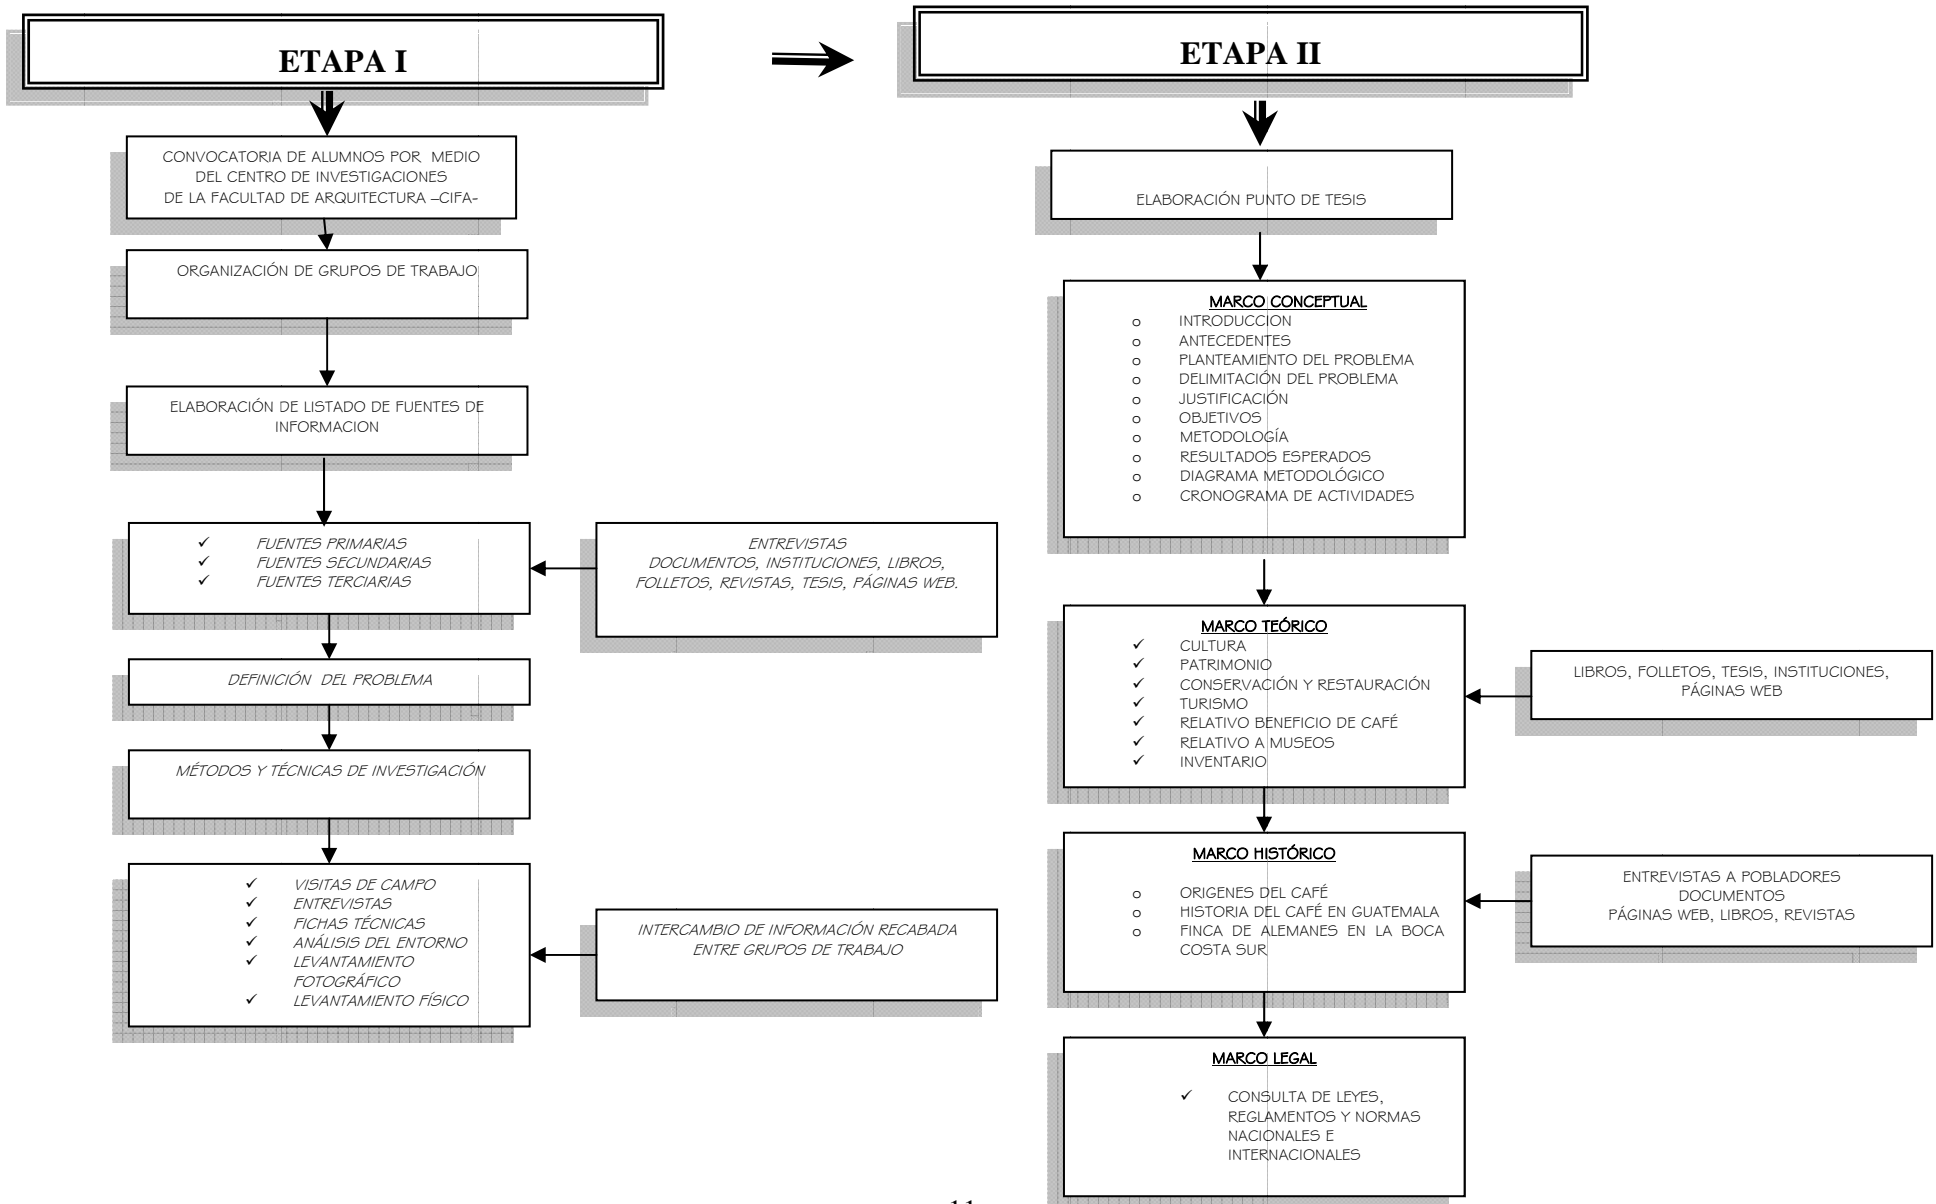 ETAPA I
CONVOCATORIA DE ALUMNOS POR MEDIO
DEL CENTRO DE INVESTIGACIONES
DE LA FACULTAD DE ARQUITECTURA –CIFA-
ORGANIZACIÓN DE GRUPOS DE TRABAJO
ELABORACIÓN DE LISTADO DE FUENTES DE
INFORMACION
✓ FUENTES PRIMARIAS
✓ FUENTES SECUNDARIAS
✓ FUENTES TERCIARIAS
ENTREVISTAS
DOCUMENTOS, INSTITUCIONES, LIBROS,
FOLLETOS, REVISTAS, TESIS, PÁGINAS WEB.
DEFINICIÓN DEL PROBLEMA
MÉTODOS Y TÉCNICAS DE INVESTIGACIÓN
✓ VISITAS DE CAMPO
✓ ENTREVISTAS
✓ FICHAS TÉCNICAS
✓ ANÁLISIS DEL ENTORNO
✓ LEVANTAMIENTO
FOTOGRÁFICO
✓ LEVANTAMIENTO FÍSICO
INTERCAMBIO DE INFORMACIÓN RECABADA
ENTRE GRUPOS DE TRABAJO
ETAPA II
ELABORACIÓN PUNTO DE TESIS
MARCO CONCEPTUAL
o INTRODUCCION
o ANTECEDENTES
o PLANTEAMIENTO DEL PROBLEMA
o DELIMITACIÓN DEL PROBLEMA
o JUSTIFICACIÓN
o OBJETIVOS
o METODOLOGÍA
o RESULTADOS ESPERADOS
o DIAGRAMA METODOLÓGICO
o CRONOGRAMA DE ACTIVIDADES
MARCO TEÓRICO
✓ CULTURA
✓ PATRIMONIO
✓ CONSERVACIÓN Y RESTAURACIÓN
✓ TURISMO
✓ RELATIVO BENEFICIO DE CAFÉ
✓ RELATIVO A MUSEOS
✓ INVENTARIO
LIBROS, FOLLETOS, TESIS, INSTITUCIONES,
PÁGINAS WEB
MARCO HISTÓRICO
o ORIGENES DEL CAFÉ
o HISTORIA DEL CAFÉ EN GUATEMALA
o FINCA DE ALEMANES EN LA BOCA
COSTA SUR
ENTREVISTAS A POBLADORES
DOCUMENTOS
PÁGINAS WEB, LIBROS, REVISTAS
MARCO LEGAL
✓ CONSULTA DE LEYES,
REGLAMENTOS Y NORMAS
NACIONALES E
INTERNACIONALES
11